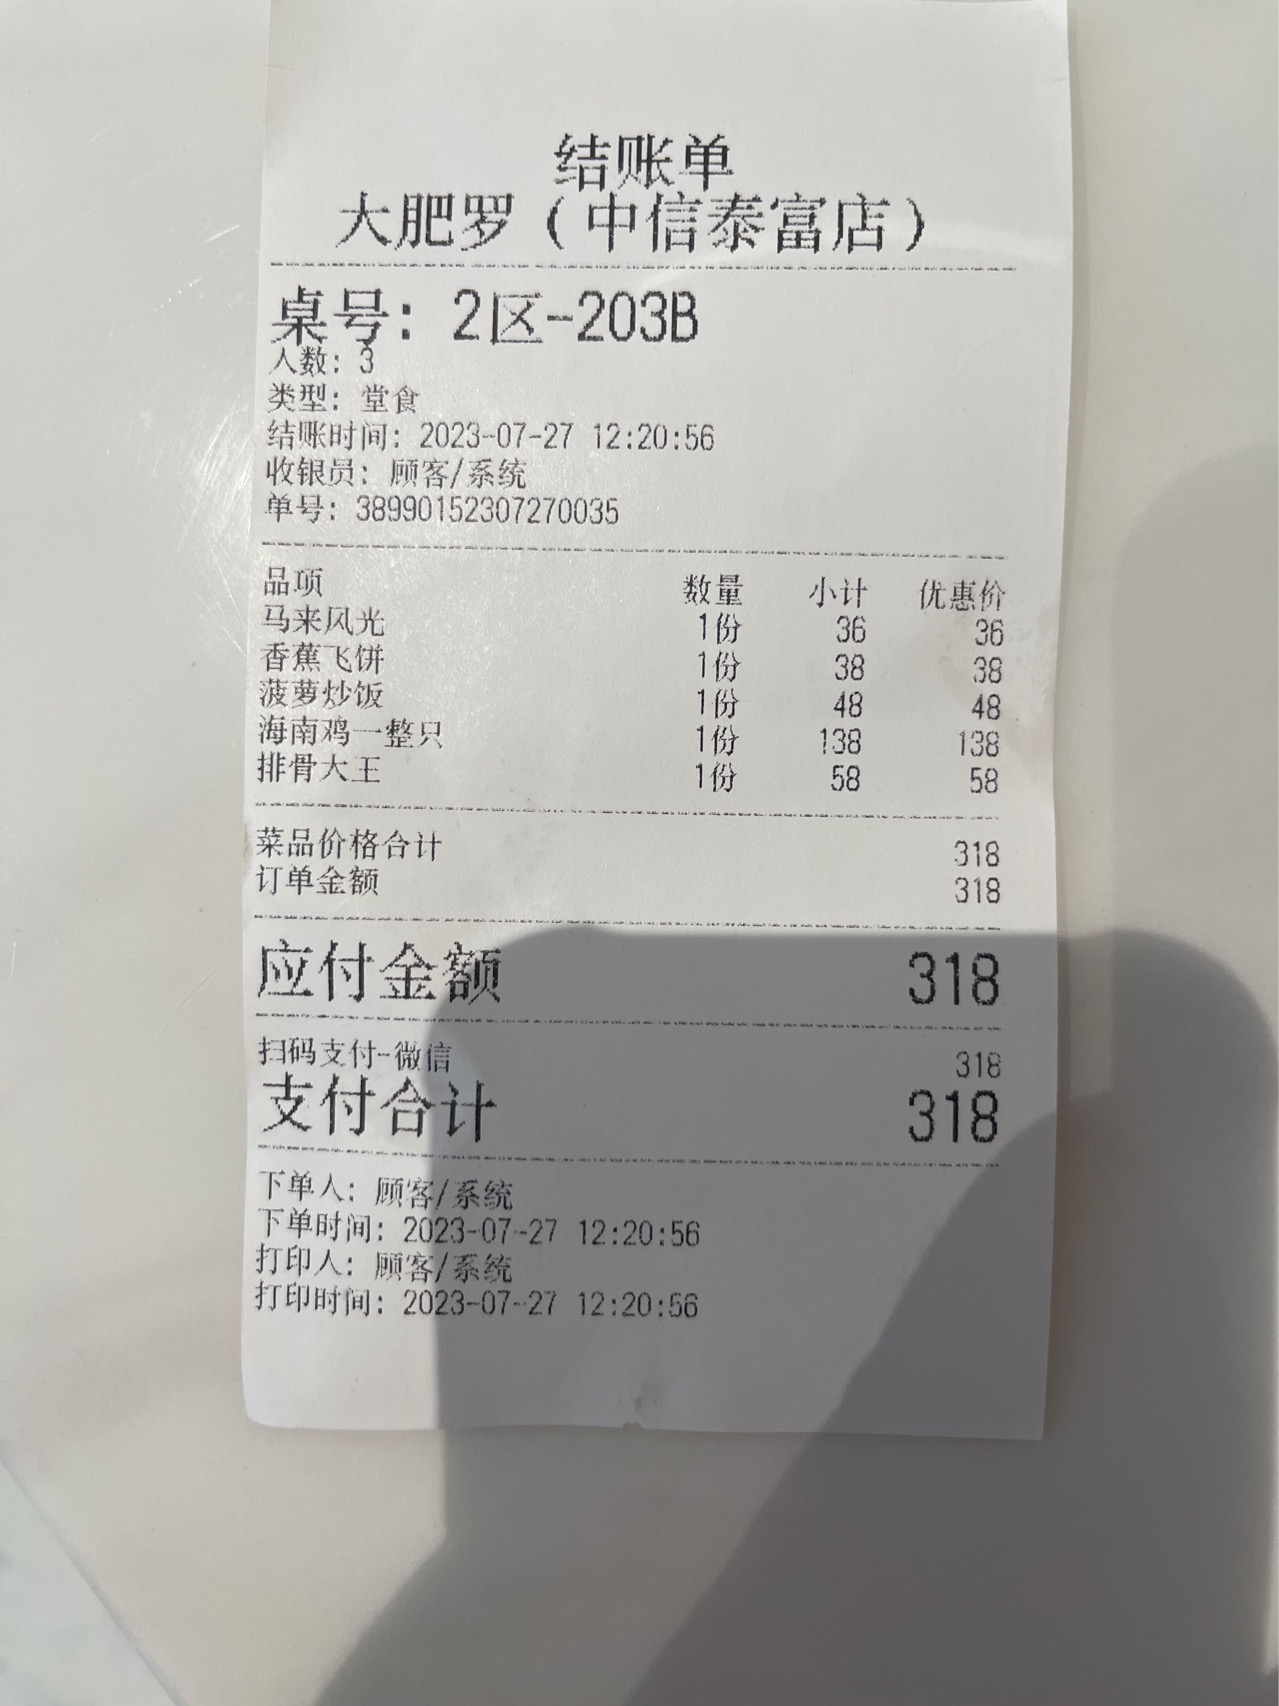 结账单
大肥罗（中信泰富店）
桌号：2区-203B
人数：3
类型：堂食
结账时间：2023-07-27 12:20:56
收银员：顾客/系统
单号：38990152307270035
品项 数量 小计 优惠价
马来风光 1份 36 36
香蕉飞饼 1份 38 38
菠萝炒饭 1份 48 48
海南鸡一整只 1份 138 138
排骨大王 1份 58 58
菜品价格合计 318
订单金额 318
应付金额 318
扫码支付-微信 318
支付合计 318
下单人：顾客/系统
下单时间：2023-07-27 12:20:56
打印人：顾客/系统
打印时间：2023-07-27 12:20:56